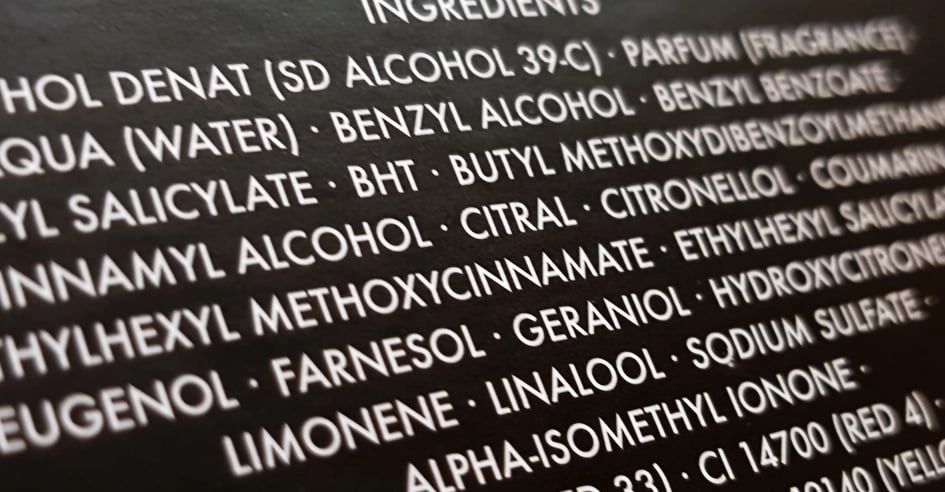 INGREDIENTS
HOL DENAT (SD ALCOHOL 39-C) · PARFUM (FRAGRANCE) ·
QUA (WATER) · BENZYL ALCOHOL · BENZYL BENZOATE ·
YL SALICYLATE · BHT · BUTYL METHOXYDIBENZOYLMETHAN
INNAMYL ALCOHOL · CITRAL · CITRONELLOL · COUMARIN
THYLHEXYL METHOXYCINNAMATE · ETHYLHEXYL SALICYLA
EUGENOL · FARNESOL · GERANIOL · HYDROXYCITRONE
LIMONENE · LINALOOL · SODIUM SULFATE ·
ALPHA-ISOMETHYL IONONE ·
33) · CI 14700 (RED 4) ·
(YELL